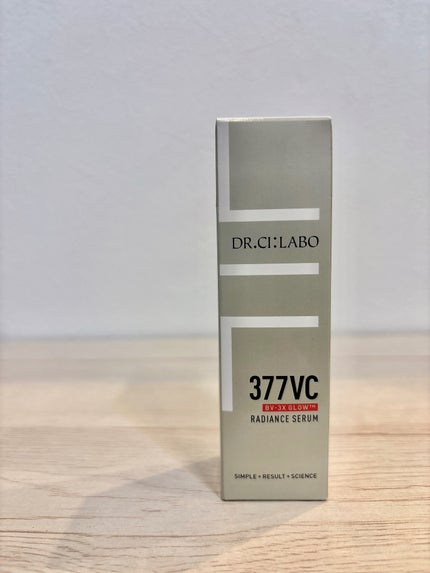 DR.CI:LABO
377VC
BV-3X GLOW™
RADIANCE SERUM
SIMPLE + RESULT + SCIENCE